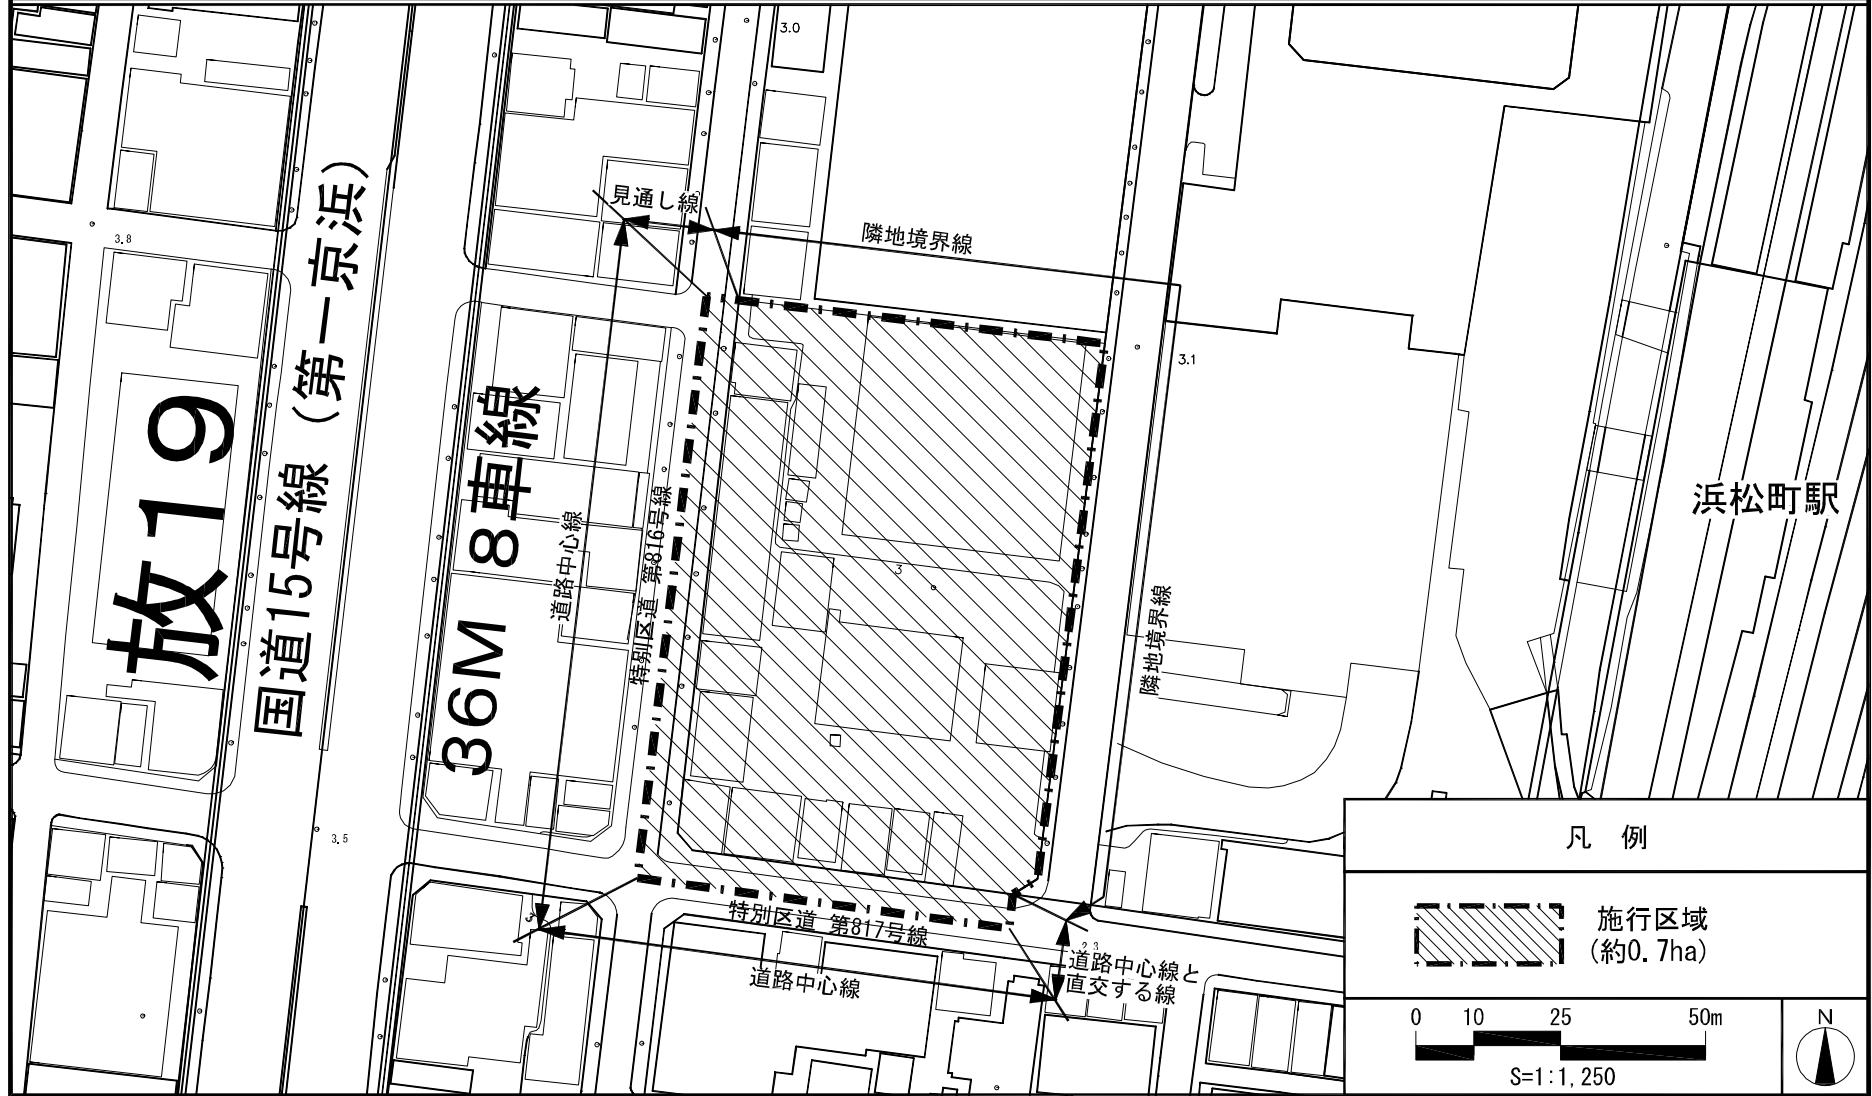 3.0
見通し線
隣地境界線
3.8
国道15号線（第一京浜）
放19
36M 8車線
3.1
浜松町駅
道路中心線
特別区道 第816号線
3
隣地境界線
3.5
特別区道 第817号線
2.3
道路中心線
道路中心線と
直交する線
凡 例
施行区域
(約0.7ha)
0 10 25 50m
S=1:1,250
N